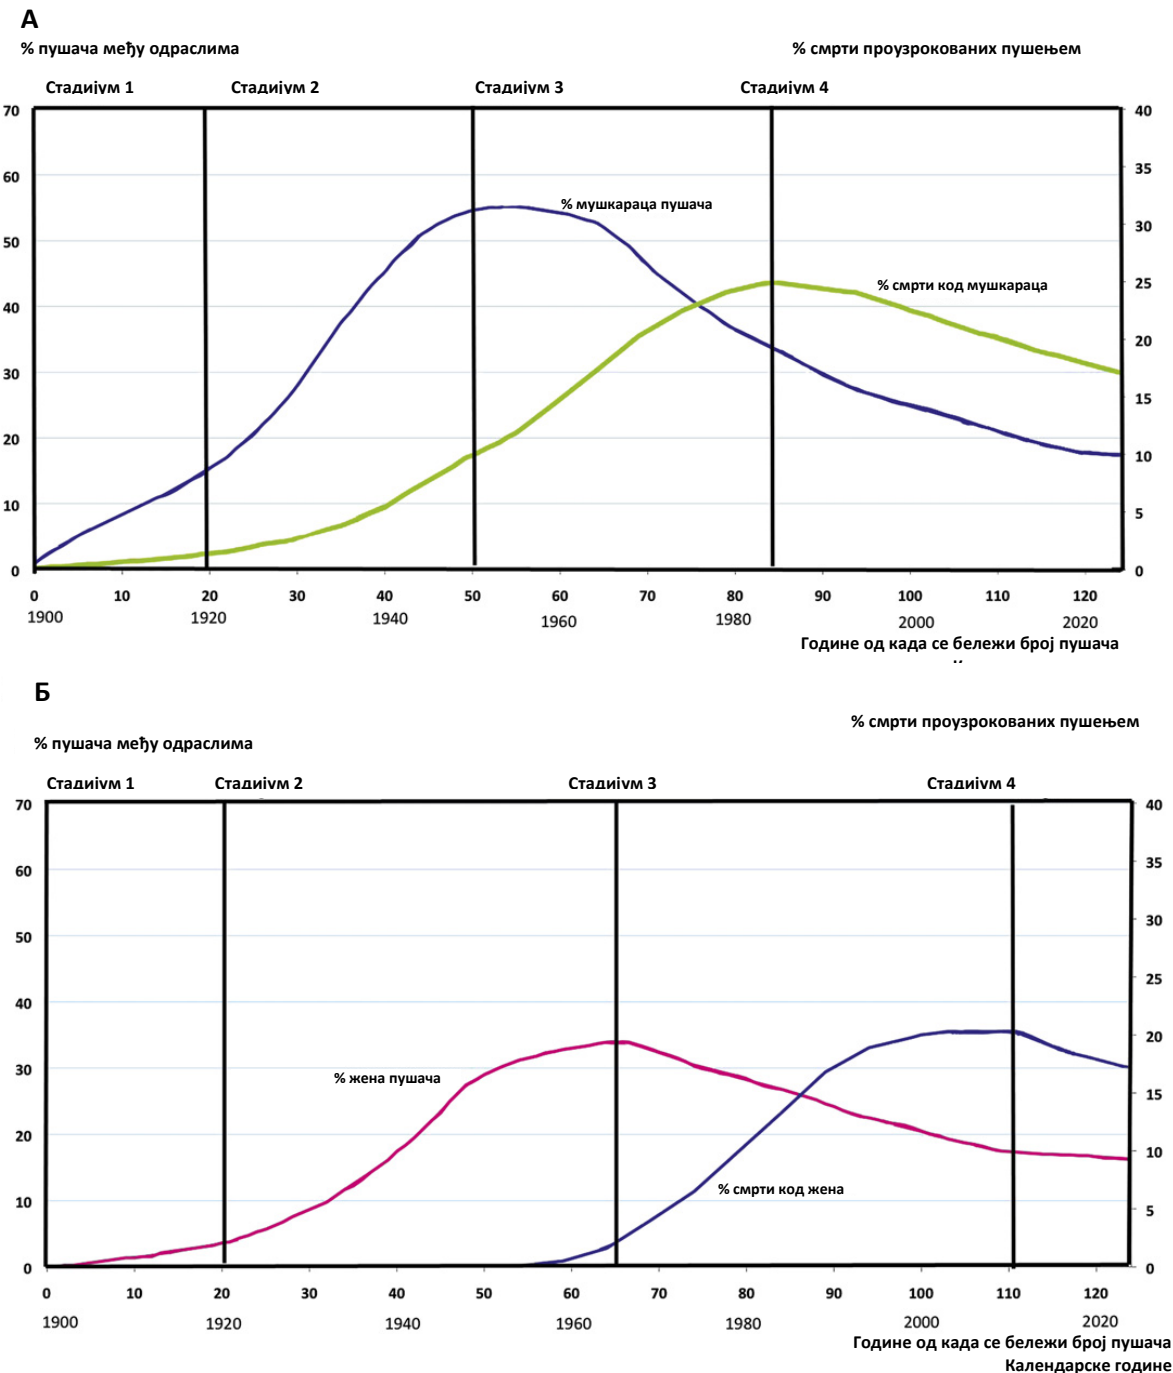 А
% пушача међу одраслима
% смрти проузрокованих пушењем
Стадијум 1 Стадијум 2 Стадијум 3 Стадијум 4
70 40
60 35
50 30
40 25
30 20
20 15
10 10
0 5
0
% мушкараца пушача
% смрти код мушкараца
0 10 20 30 40 50 60 70 80 90 100 110 120
1900 1920 1940 1960 1980 2000 2020
Године од када се бележи број пушача
Б
% смрти проузрокованих пушењем
% пушача међу одраслима
Стадијум 1 Стадијум 2 Стадијум 3 Стадијум 4
70 40
60 35
50 30
40 25
30 20
20 15
10 10
0 5
0
% жена пушача
% смрти код жена
0 10 20 30 40 50 60 70 80 90 100 110 120
1900 1920 1940 1960 1980 2000 2020
Године од када се бележи број пушача
Календарске године